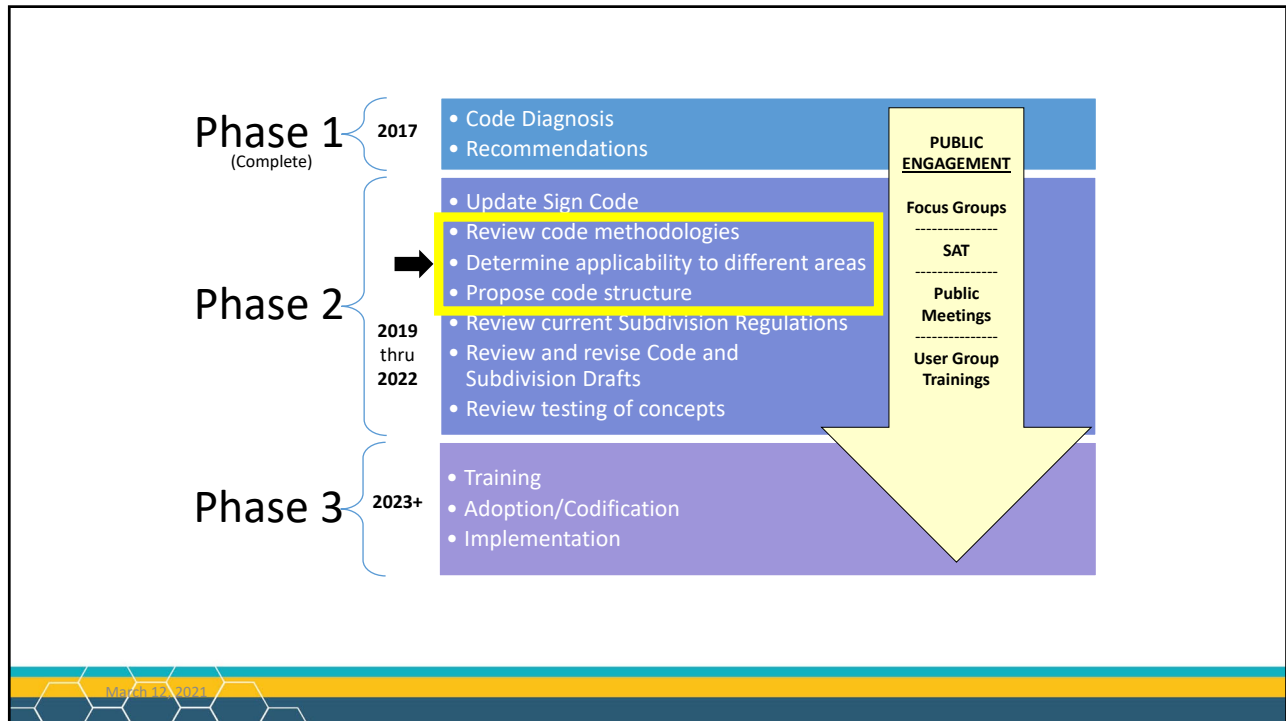 Phase 1
(Complete)
2017
• Code Diagnosis
• Recommendations
Phase 2
2019
thru
2022
• Update Sign Code
• Review code methodologies
• Determine applicability to different areas
• Propose code structure
• Review current Subdivision Regulations
• Review and revise Code and
Subdivision Drafts
• Review testing of concepts
Phase 3
2023+
• Training
• Adoption/Codification
• Implementation
PUBLIC
ENGAGEMENT
Focus Groups
---------------
SAT
---------------
Public
Meetings
---------------
User Group
Trainings
March 12, 2021